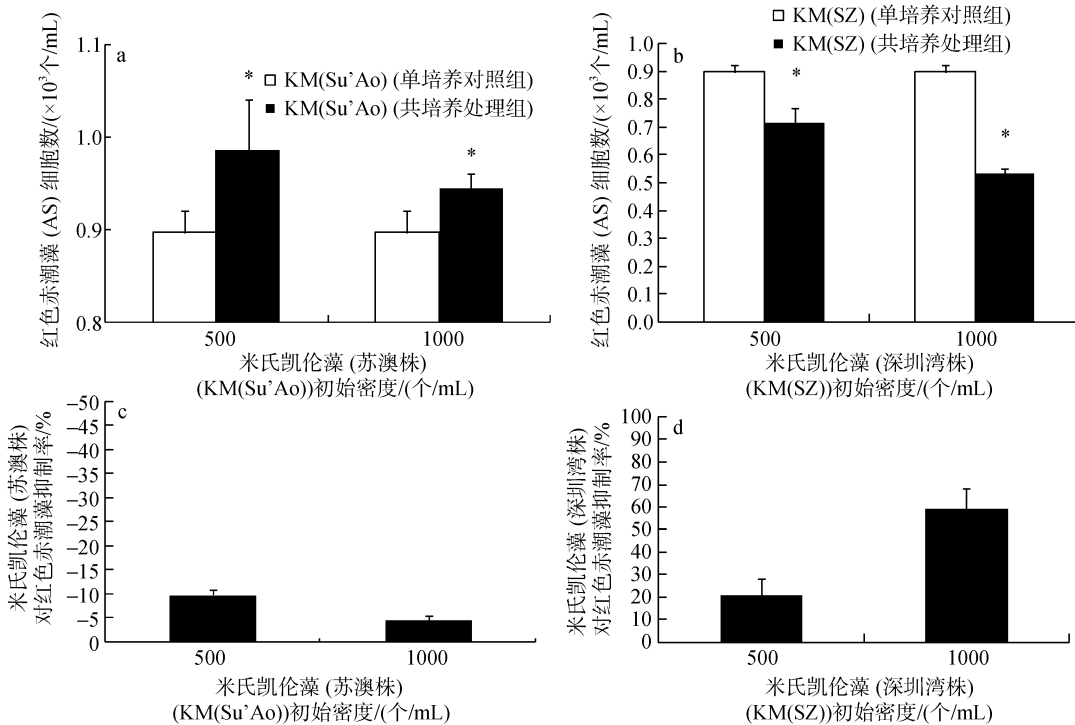 a
1.1
1.0
0.9
0.8
红色赤潮藻 (AS) 细胞数/(×10³个/mL)
*
KM(Su’Ao) (单培养对照组)
KM(Su’Ao) (共培养处理组)
*
500
1000
米氏凯伦藻 (苏澳株)
(KM(Su’Ao))初始密度/(个/mL)
KM(SZ) (单培养对照组)
KM(SZ) (共培养处理组)
b
0.9
0.8
0.7
0.6
0.5
0.4
0.3
0.2
0.1
0.0
红色赤潮藻 (AS) 细胞数/(×10³个/mL)
*
*
500
1000
米氏凯伦藻 (深圳湾株)
(KM(SZ))初始密度/(个/mL)
c
−50
−45
−40
−35
−30
−25
−20
−15
−10
−5
0
米氏凯伦藻 (苏澳株)
对红色赤潮藻抑制率/%
500
1000
米氏凯伦藻 (苏澳株)
(KM(Su’Ao))初始密度/(个/mL)
d
100
90
80
70
60
50
40
30
20
10
0
米氏凯伦藻 (深圳湾株)
对红色赤潮藻抑制率/%
500
1000
米氏凯伦藻 (深圳湾株)
(KM(SZ))初始密度/(个/mL)